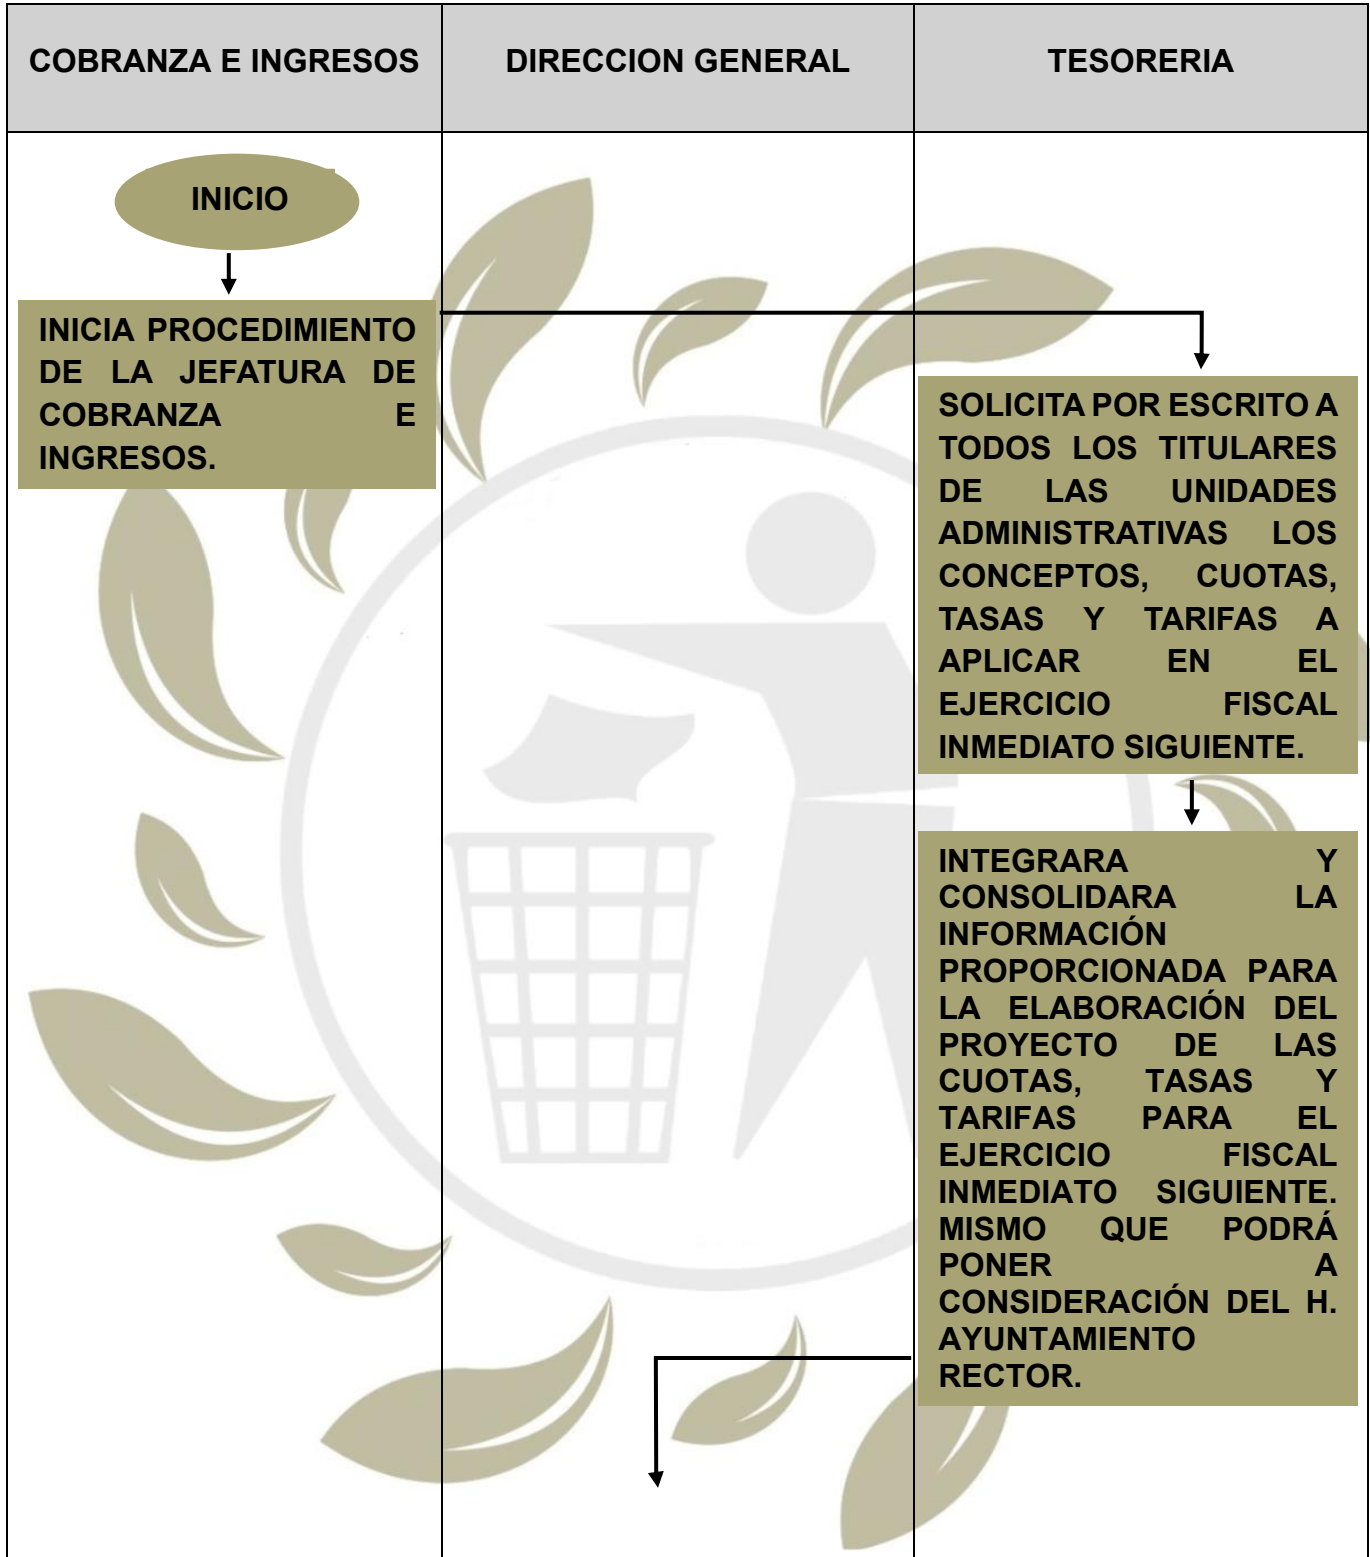 COBRANZA E INGRESOS
DIRECCION GENERAL
TESORERIA
INICIO
INICIA PROCEDIMIENTO
DE LA JEFATURA DE
COBRANZA E
INGRESOS.
SOLICITA POR ESCRITO A
TODOS LOS TITULARES
DE LAS UNIDADES
ADMINISTRATIVAS LOS
CONCEPTOS, CUOTAS,
TASAS Y TARIFAS A
APLICAR EN EL
EJERCICIO FISCAL
INMEDIATO SIGUIENTE.
INTEGRARA Y
CONSOLIDARA LA
INFORMACIÓN
PROPORCIONADA PARA
LA ELABORACIÓN DEL
PROYECTO DE LAS
CUOTAS, TASAS Y
TARIFAS PARA EL
EJERCICIO FISCAL
INMEDIATO SIGUIENTE.
MISMO QUE PODRÁ
PONER A
CONSIDERACIÓN DEL H.
AYUNTAMIENTO
RECTOR.